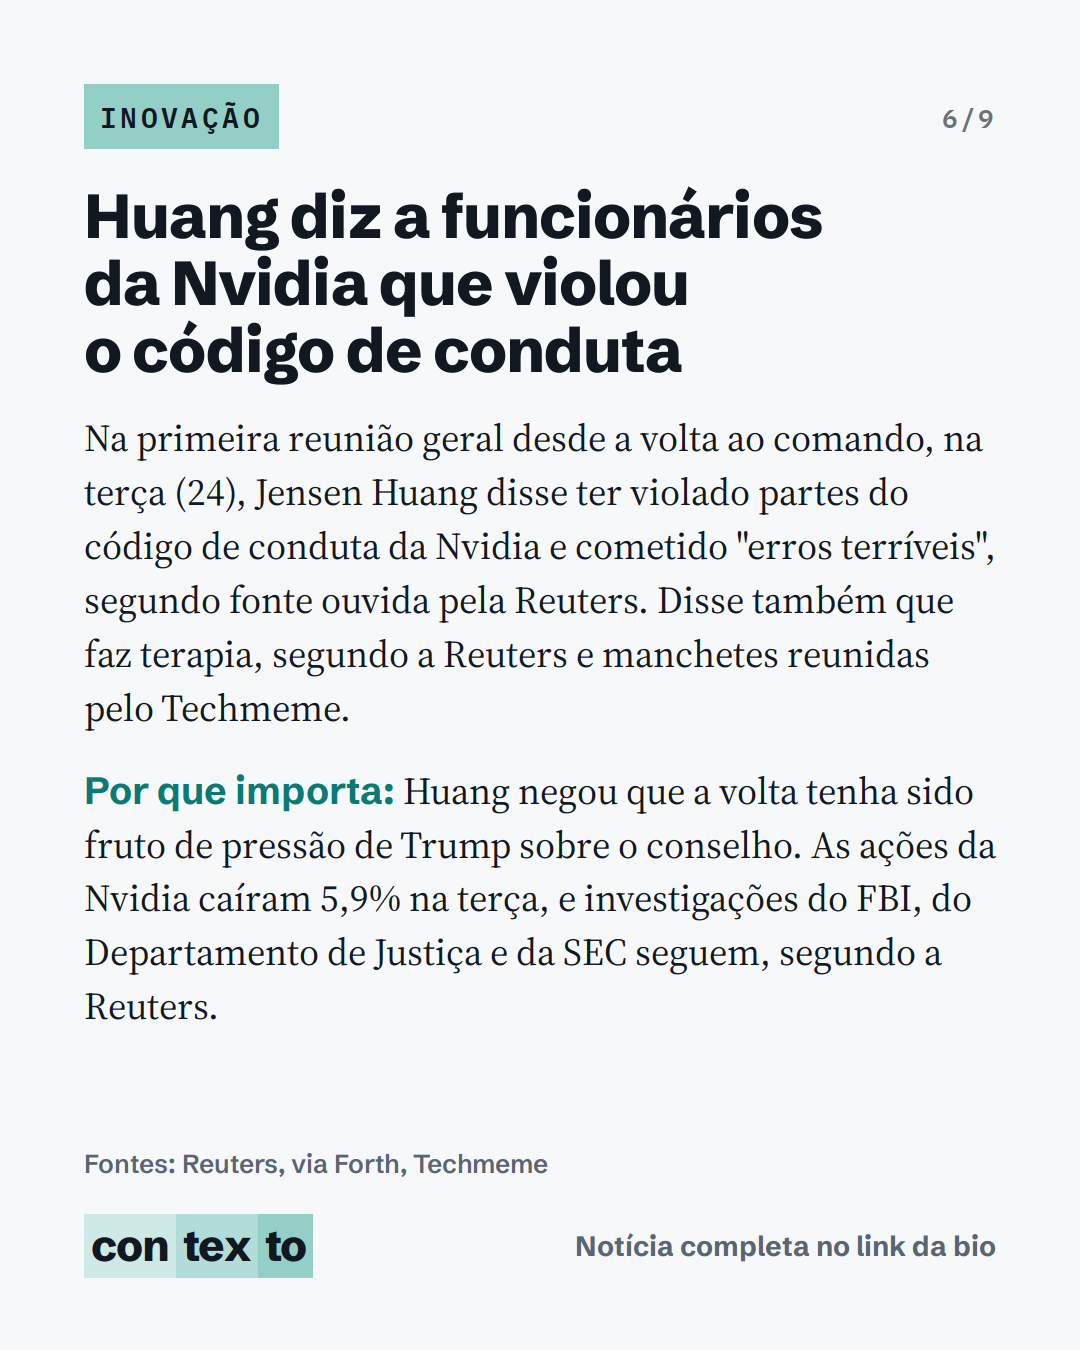 INOVAÇÃO
6/9
Huang diz a funcionários
da Nvidia que violou
o código de conduta
Na primeira reunião geral desde a volta ao comando, na
terça (24), Jensen Huang disse ter violado partes do
código de conduta da Nvidia e cometido "erros terríveis",
segundo fonte ouvida pela Reuters. Disse também que
faz terapia, segundo a Reuters e manchetes reunidas
pelo Techmeme.
Por que importa: Huang negou que a volta tenha sido
fruto de pressão de Trump sobre o conselho. As ações da
Nvidia caíram 5,9% na terça, e investigações do FBI, do
Departamento de Justiça e da SEC seguem, segundo a
Reuters.
Fontes: Reuters, via Forth, Techmeme
con tex to
Notícia completa no link da bio